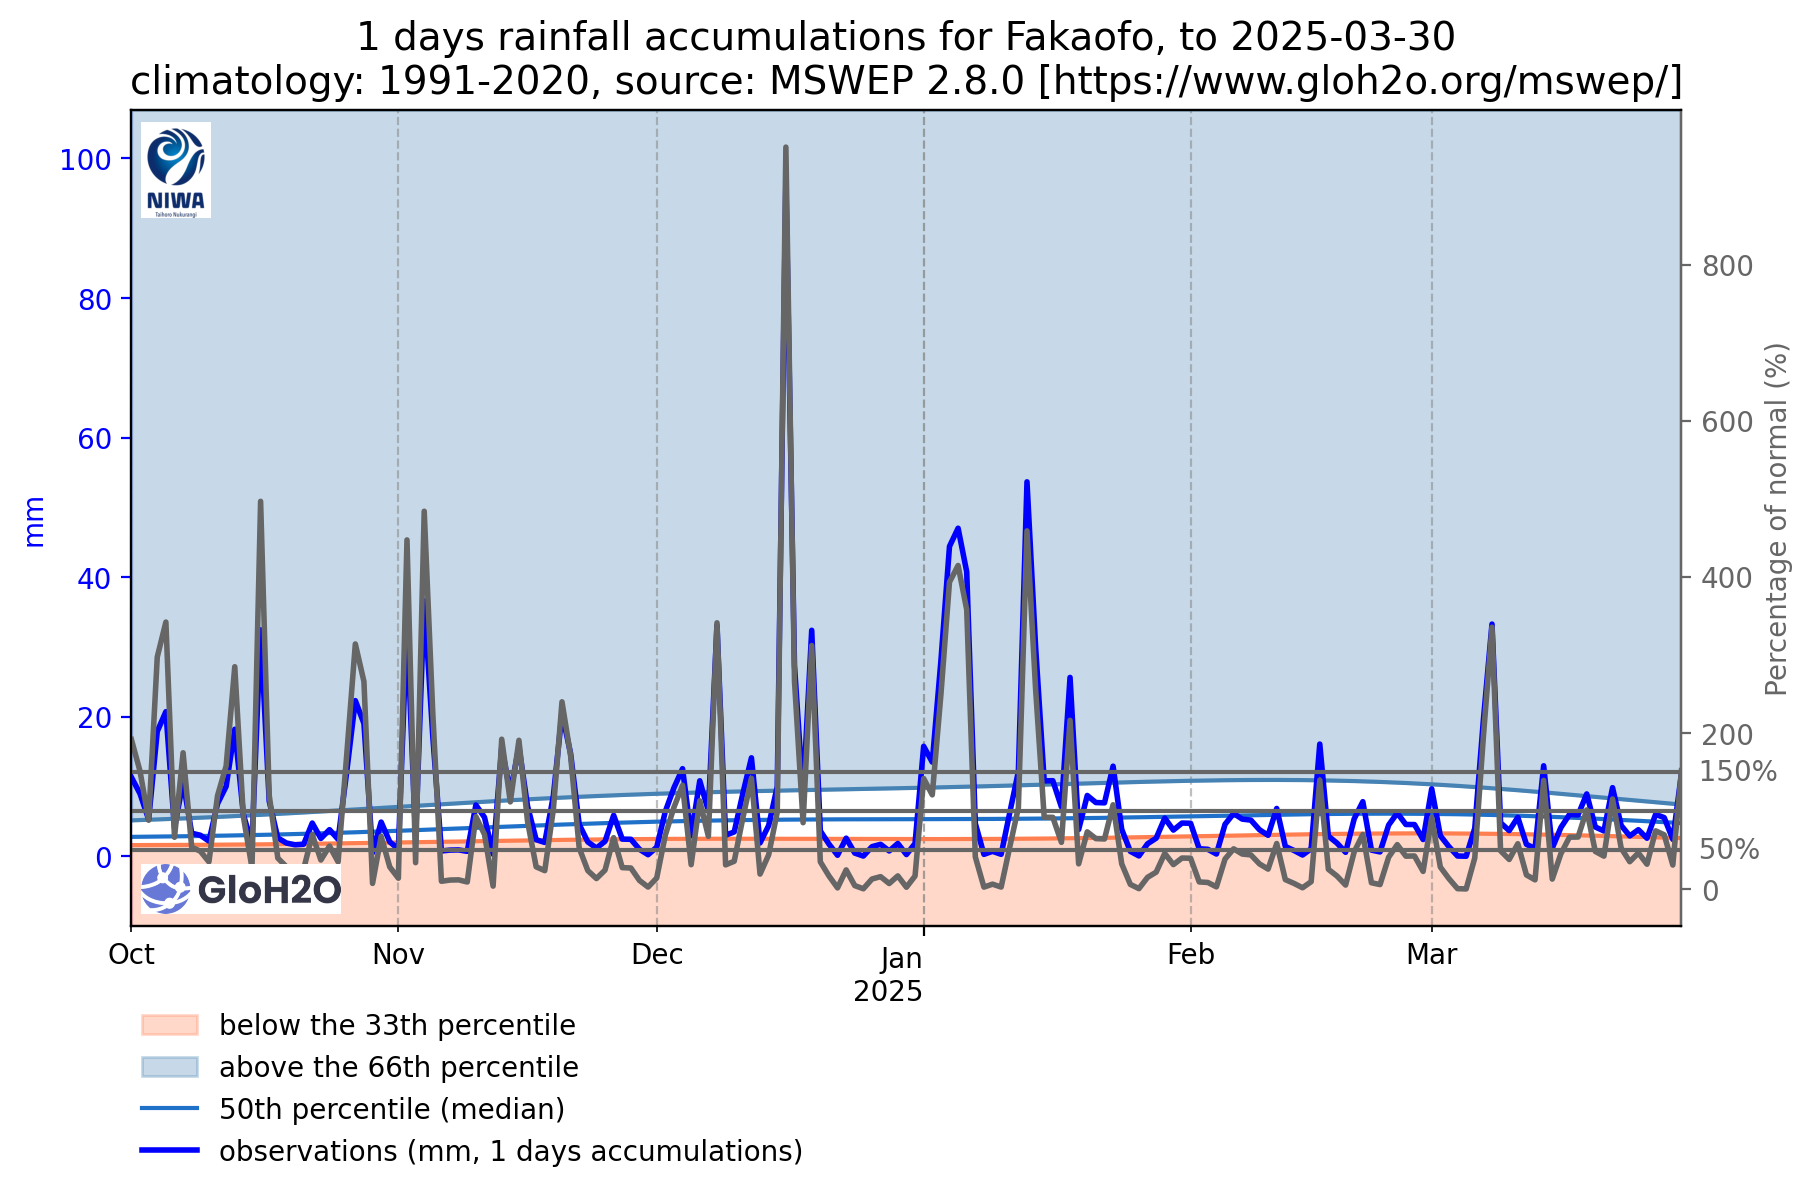 1 days rainfall accumulations for Fakaofo, to 2025-03-30
climatology: 1991-2020, source: MSWEP 2.8.0 [https://www.gloh2o.org/mswep/]
NIWA
Taihoro Nukurangi
100
80
60
40
20
0
mm
800
600
400
200
150%
50%
0
Percentage of normal (%)
GloH2O
Oct
Nov
Dec
Jan
2025
Feb
Mar
below the 33th percentile
above the 66th percentile
50th percentile (median)
observations (mm, 1 days accumulations)